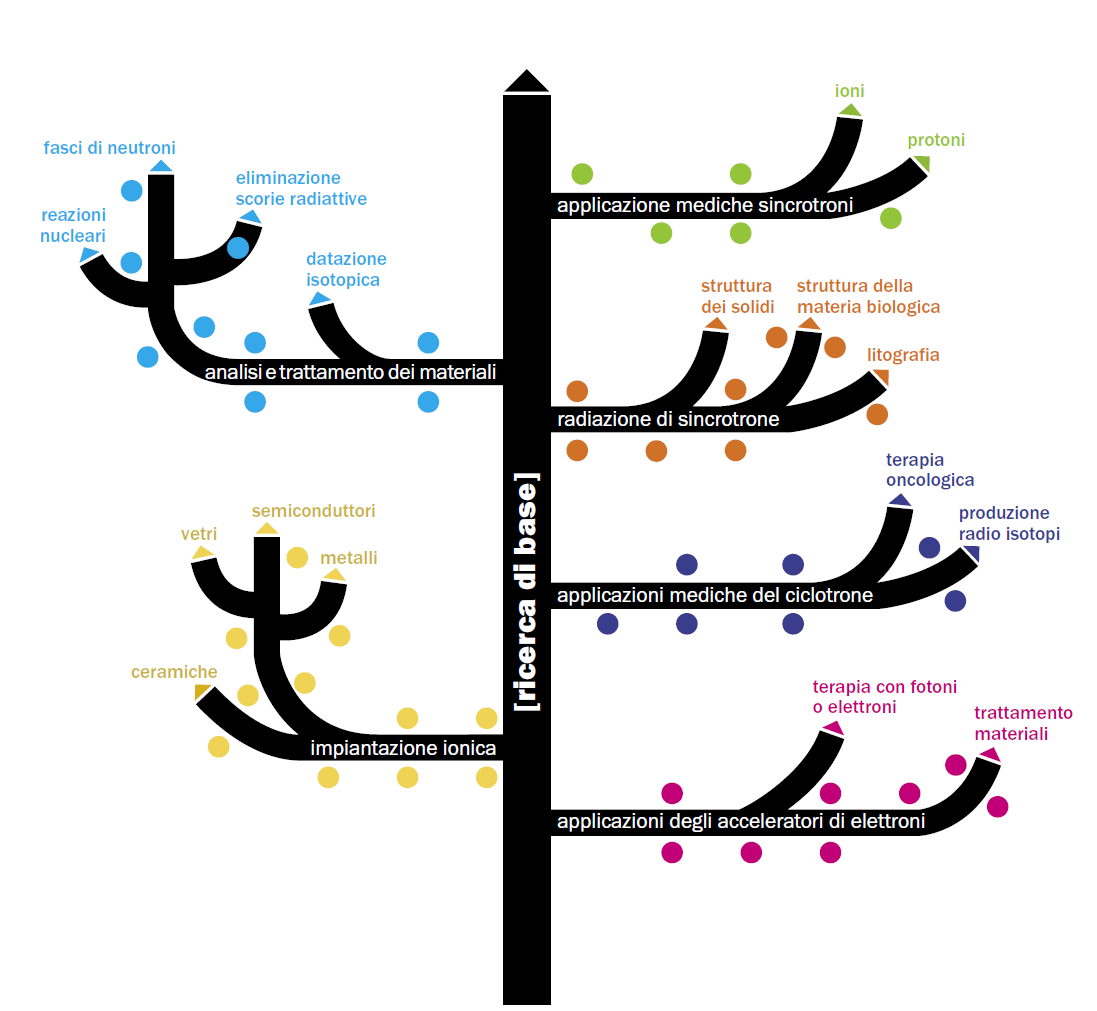 fasci di neutroni
eliminazione
scorie radiattive
reazioni
nucleari
datazione
isotopica
analisi e trattamento dei materiali
semiconduttori
vetri
metalli
ceramiche
impiantazione ionica
[ricerca di base]
ioni
protoni
applicazione mediche sincrotroni
struttura
dei solidi
struttura della
materia biologica
litografia
radiazione di sincrotrone
terapia
oncologica
produzione
radio isotopi
applicazioni mediche del ciclotrone
terapia con fotoni
o elettroni
trattamento
materiali
applicazioni degli acceleratori di elettroni